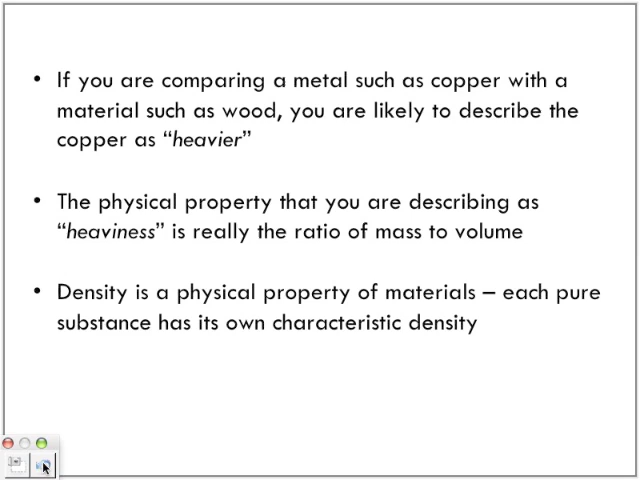 • If you are comparing a metal such as copper with a
material such as wood, you are likely to describe the
copper as “heavier”
• The physical property that you are describing as
“heaviness” is really the ratio of mass to volume
• Density is a physical property of materials – each pure
substance has its own characteristic density